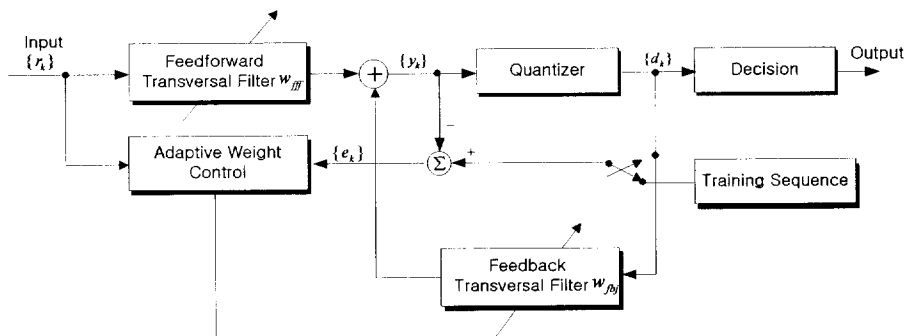 Input
{r_k}
Feedforward
Transversal Filter w_fff
+
{y_k}
Quantizer
{d_k}
Decision
Output
−
Adaptive Weight
Control
{e_k}
Σ
+
Training Sequence
Feedback
Transversal Filter w_fbj